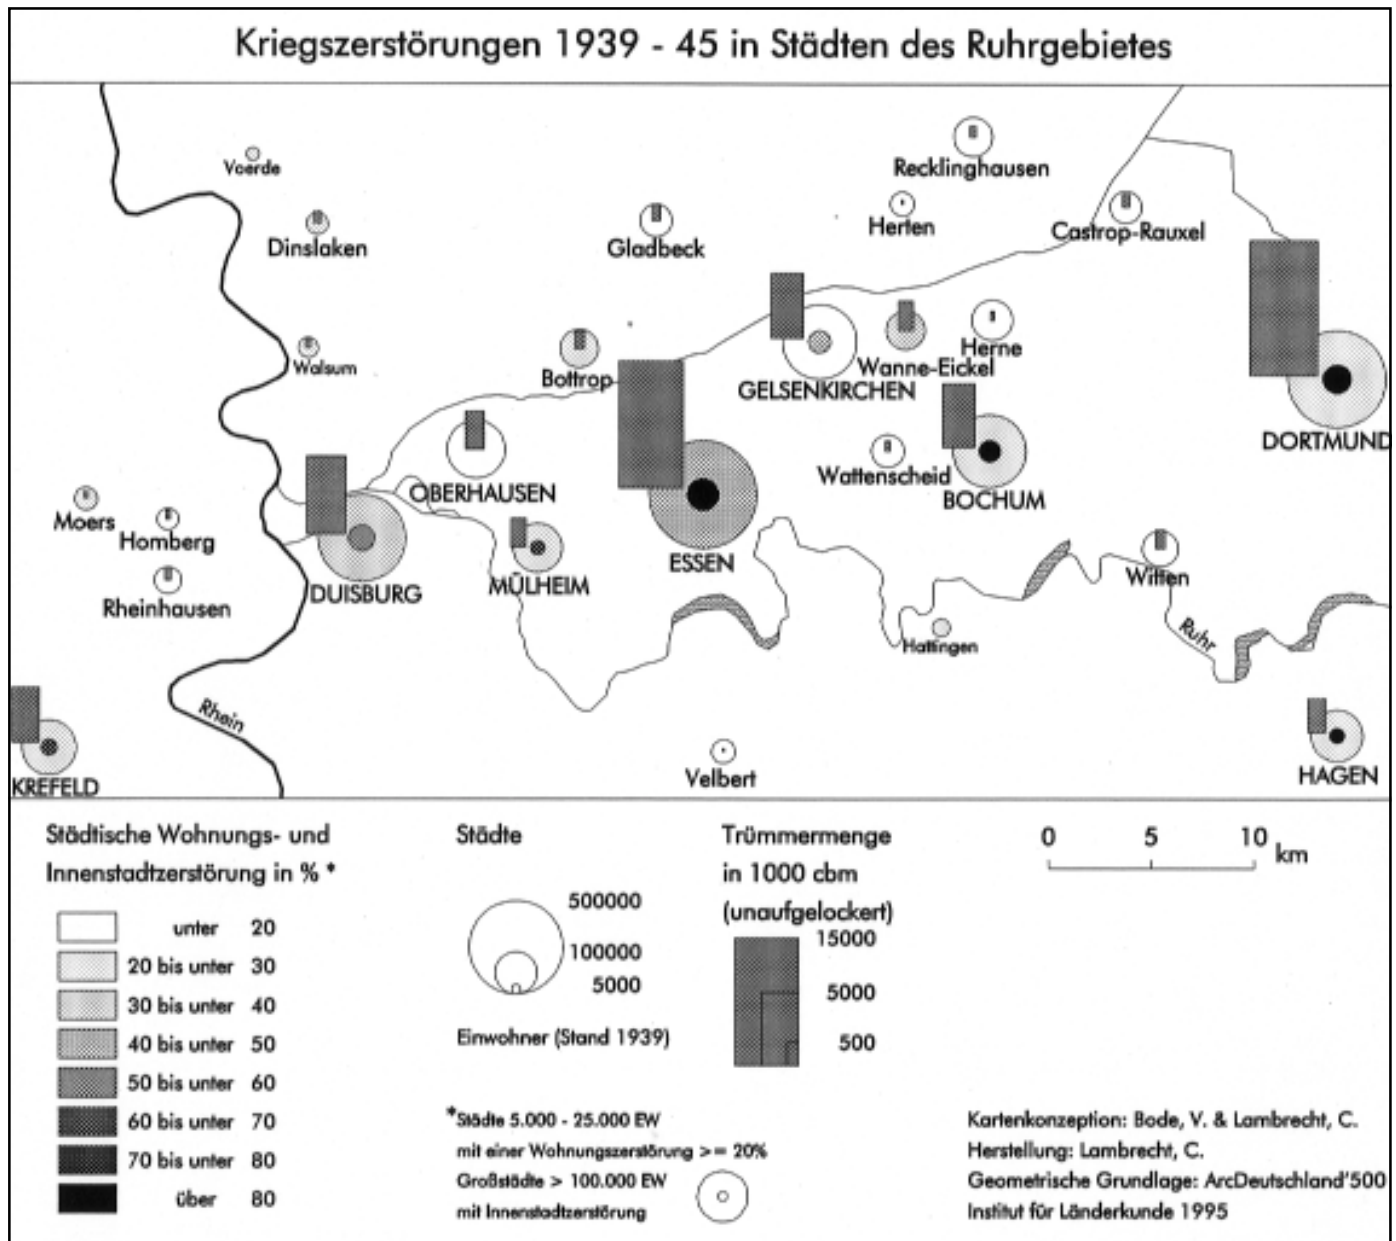 Kriegszerstörungen 1939 - 45 in Städten des Ruhrgebietes
Voerde
Recklinghausen
Herten
Castrop-Rauxel
Dinslaken
Gladbeck
Walsum
Bottrop
Wanne-Eickel
Herne
GELSENKIRCHEN
DORTMUND
Wattenscheid
BOCHUM
OBERHAUSEN
Moers
Homberg
Rheinhausen
DUISBURG
MÜLHEIM
ESSEN
Witten
Hattingen
Ruhr
Rhein
KREFELD
Velbert
HAGEN
Städtische Wohnungs- und
Innenstadtzerstörung in % *
unter 20
20 bis unter 30
30 bis unter 40
40 bis unter 50
50 bis unter 60
60 bis unter 70
70 bis unter 80
über 80
Städte
500000
100000
5000
Einwohner (Stand 1939)
*Städte 5.000 - 25.000 EW
mit einer Wohnungszerstörung >= 20%
Großstädte > 100.000 EW
mit Innenstadtzerstörung
Trümmermenge
in 1000 cbm
(unaufgelockert)
15000
5000
500
0 5 10 km
Kartenkonzeption: Bode, V. & Lambrecht, C.
Herstellung: Lambrecht, C.
Geometrische Grundlage: ArcDeutschland'500
Institut für Länderkunde 1995